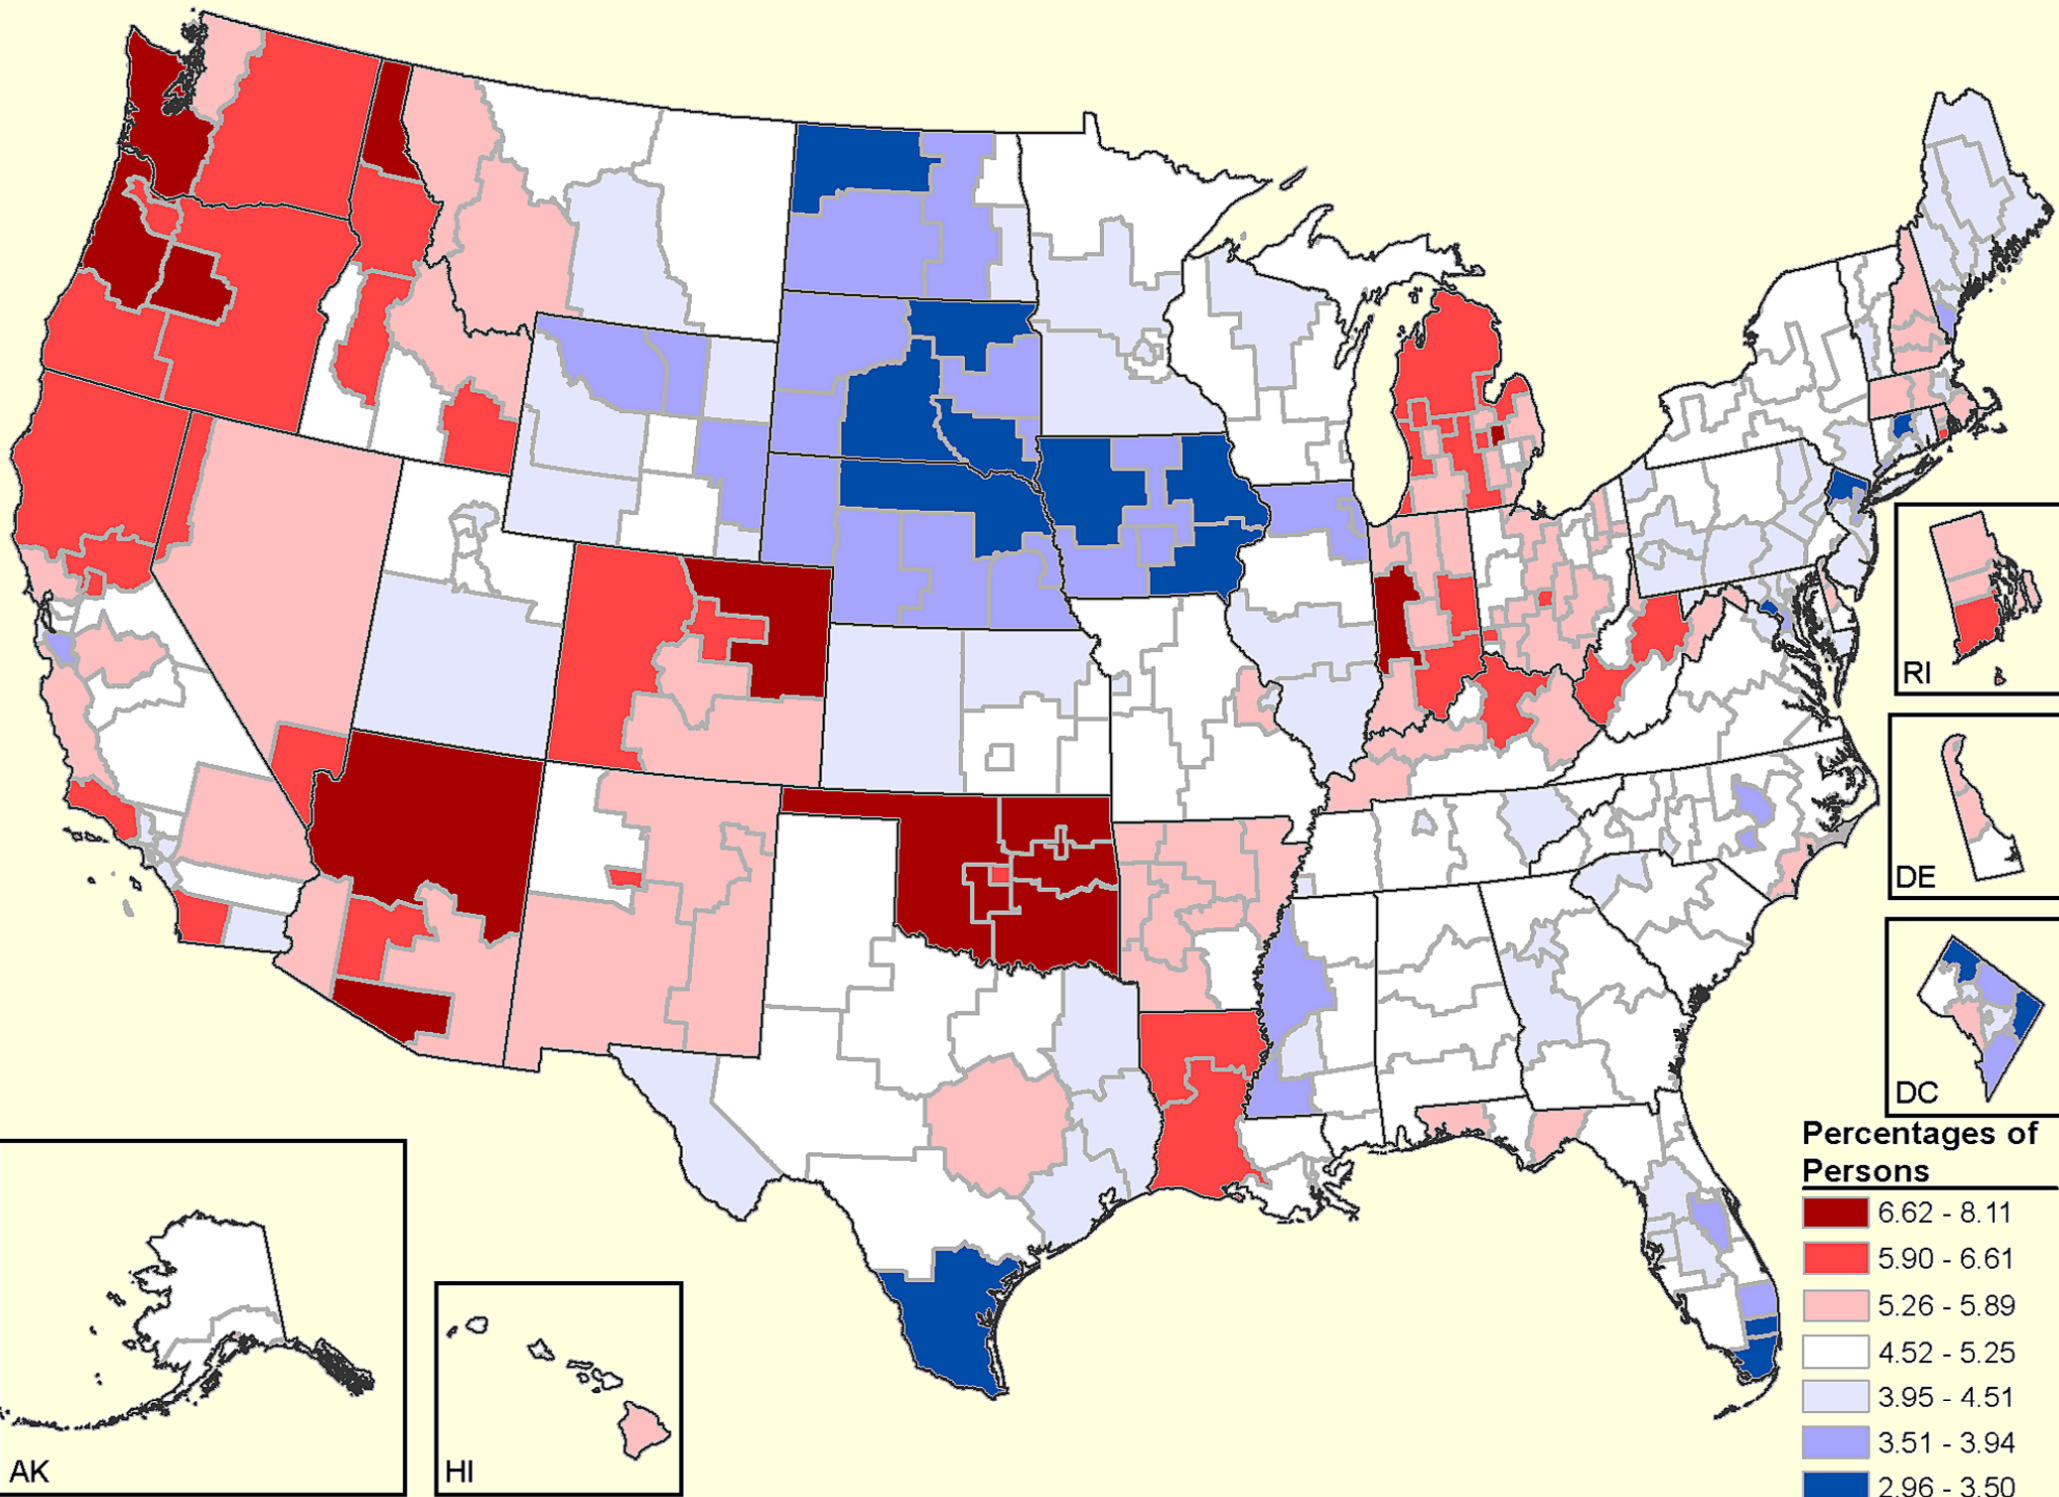 RI
DE
DC
AK
HI
Percentages of
Persons
6.62 - 8.11
5.90 - 6.61
5.26 - 5.89
4.52 - 5.25
3.95 - 4.51
3.51 - 3.94
2.96 - 3.50